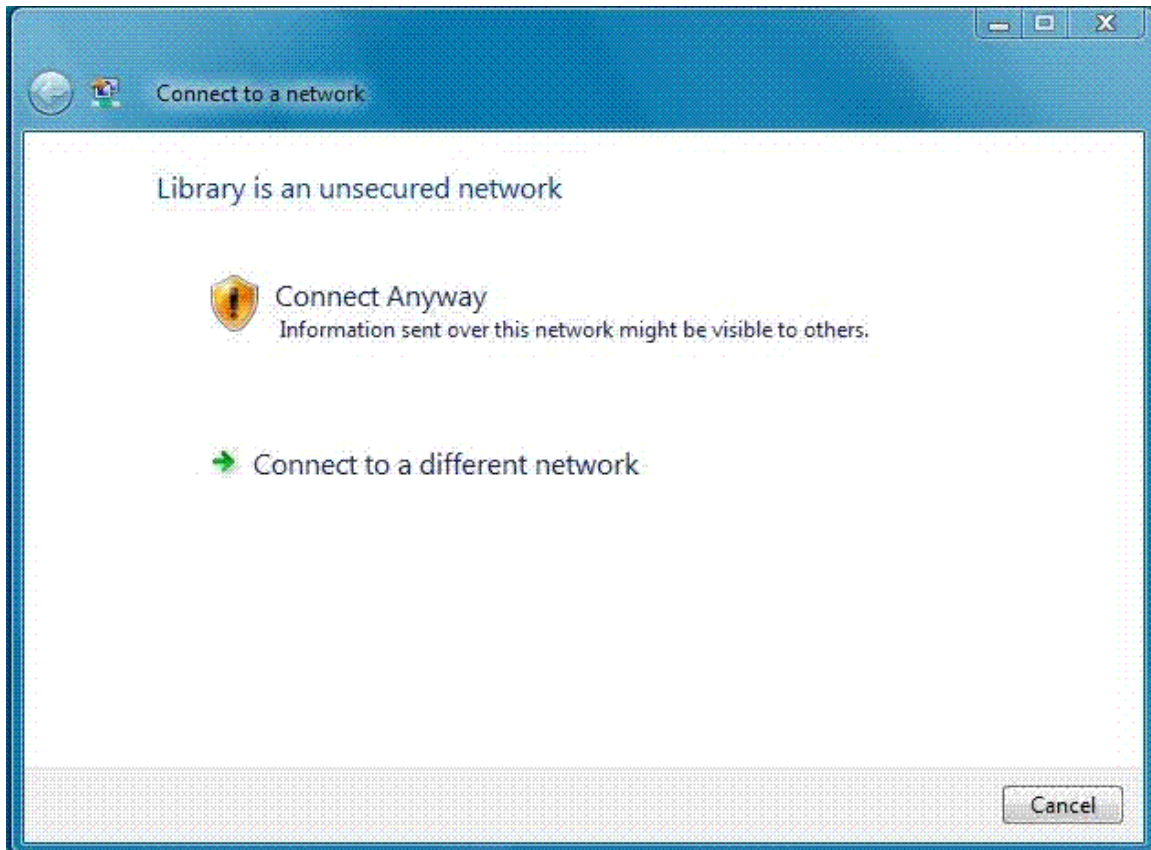 Connect to a network
Library is an unsecured network
Connect Anyway
Information sent over this network might be visible to others.
Connect to a different network
Cancel